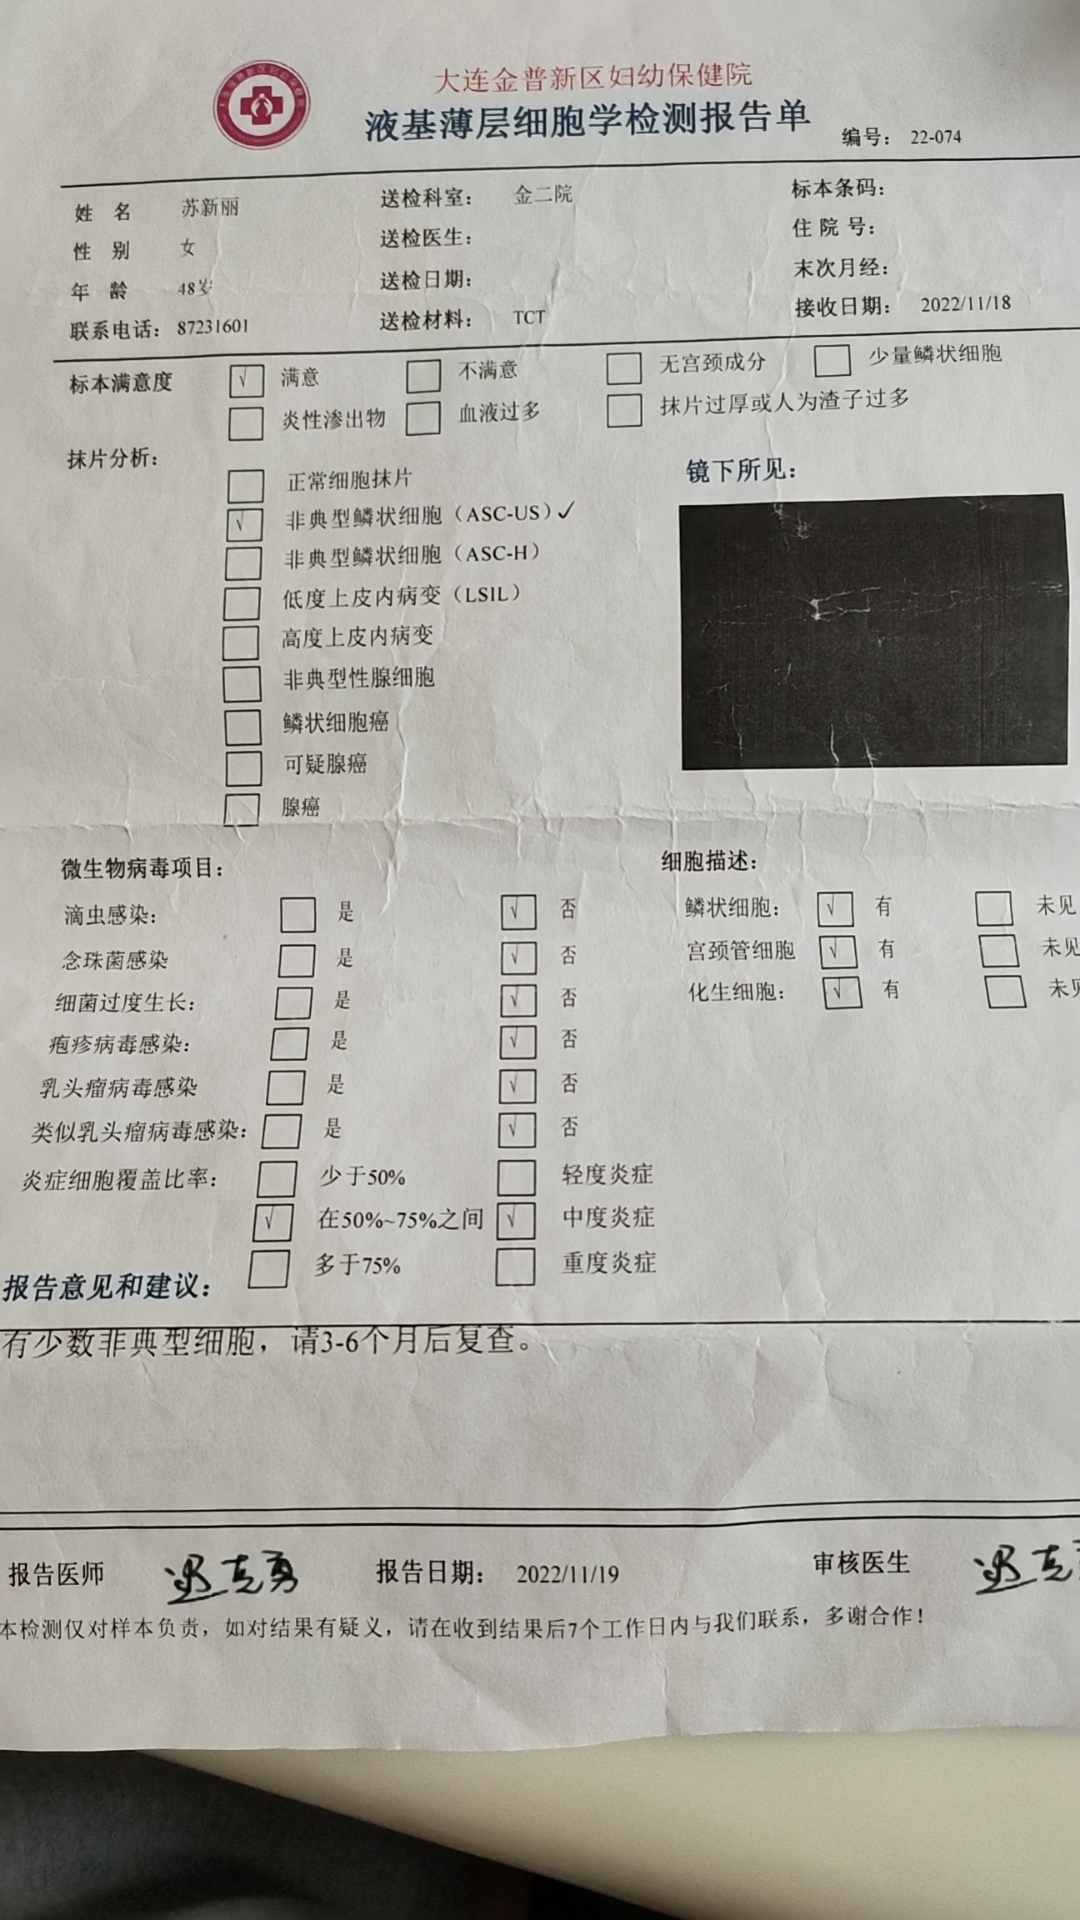 大连金普新区妇幼保健院
液基薄层细胞学检测报告单
编号： 22-074
姓 名 苏新丽 送检科室： 金二院 标本条码：
性 别 女 送检医生： 住 院 号：
年 龄 48岁 送检日期： 末次月经：
联系电话： 87231601 送检材料： TCT 接收日期： 2022/11/18
标本满意度 √ 满意 不满意 无宫颈成分 少量鳞状细胞
炎性渗出物 血液过多 抹片过厚或人为渣子过多
抹片分析： 镜下所见：
正常细胞抹片
√ 非典型鳞状细胞（ASC-US）✓
非典型鳞状细胞（ASC-H）
低度上皮内病变（LSIL）
高度上皮内病变
非典型性腺细胞
鳞状细胞癌
可疑腺癌
腺癌
微生物病毒项目： 细胞描述：
滴虫感染： 是 √ 否 鳞状细胞： √ 有 未见
念珠菌感染 是 √ 否 宫颈管细胞 √ 有 未见
细菌过度生长： 是 √ 否 化生细胞： √ 有 未见
疱疹病毒感染： 是 √ 否
乳头瘤病毒感染 是 √ 否
类似乳头瘤病毒感染： 是 √ 否
炎症细胞覆盖比率： 少于50% 轻度炎症
√ 在50%~75%之间 √ 中度炎症
多于75% 重度炎症
报告意见和建议：
有少数非典型细胞，请3-6个月后复查。
报告医师 报告日期： 2022/11/19 审核医生
本检测仅对样本负责，如对结果有疑义，请在收到结果后7个工作日内与我们联系，多谢合作！